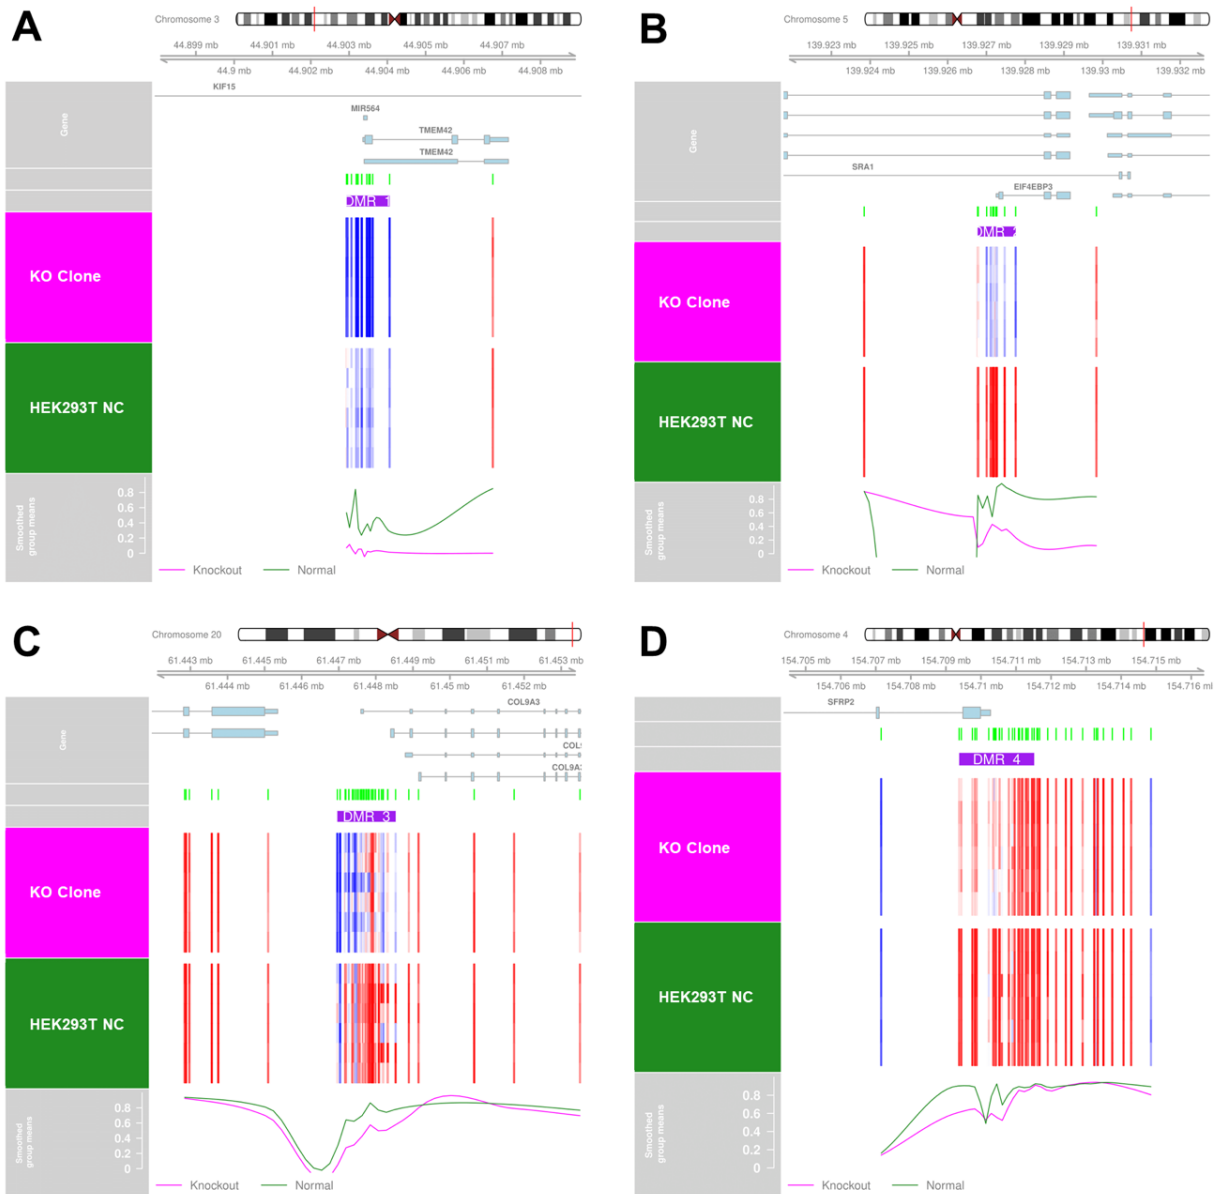 A
Chromosome 3
44.899 mb 44.901 mb 44.903 mb 44.905 mb 44.907 mb
44.9 mb 44.902 mb 44.904 mb 44.906 mb 44.908 mb
Gene
KIF15
MIR564
TMEM42
TMEM42
DMR 1
KO Clone
HEK293T NC
Smoothed
group means
0.8
0.6
0.4
0.2
0
Knockout Normal
B
Chromosome 5
139.923 mb 139.925 mb 139.927 mb 139.929 mb 139.931 mb
139.924 mb 139.926 mb 139.928 mb 139.93 mb 139.932 mb
Gene
SRA1
EIF4EBP3
DMR 2
KO Clone
HEK293T NC
Smoothed
group means
0.8
0.6
0.4
0.2
0
Knockout Normal
C
Chromosome 20
61.443 mb 61.445 mb 61.447 mb 61.449 mb 61.451 mb 61.453 mb
61.444 mb 61.446 mb 61.448 mb 61.45 mb 61.452 mb
Gene
COL9A3
COL9
COL9A3
DMR 3
KO Clone
HEK293T NC
Smoothed
group means
0.8
0.6
0.4
0.2
0
Knockout Normal
D
Chromosome 4
154.705 mb 154.707 mb 154.709 mb 154.711 mb 154.713 mb 154.715 mb
154.706 mb 154.708 mb 154.71 mb 154.712 mb 154.714 mb 154.716 ml
SFRP2
DMR 4
KO Clone
HEK293T NC
Smoothed
group means
0.8
0.6
0.4
0.2
0
Knockout Normal